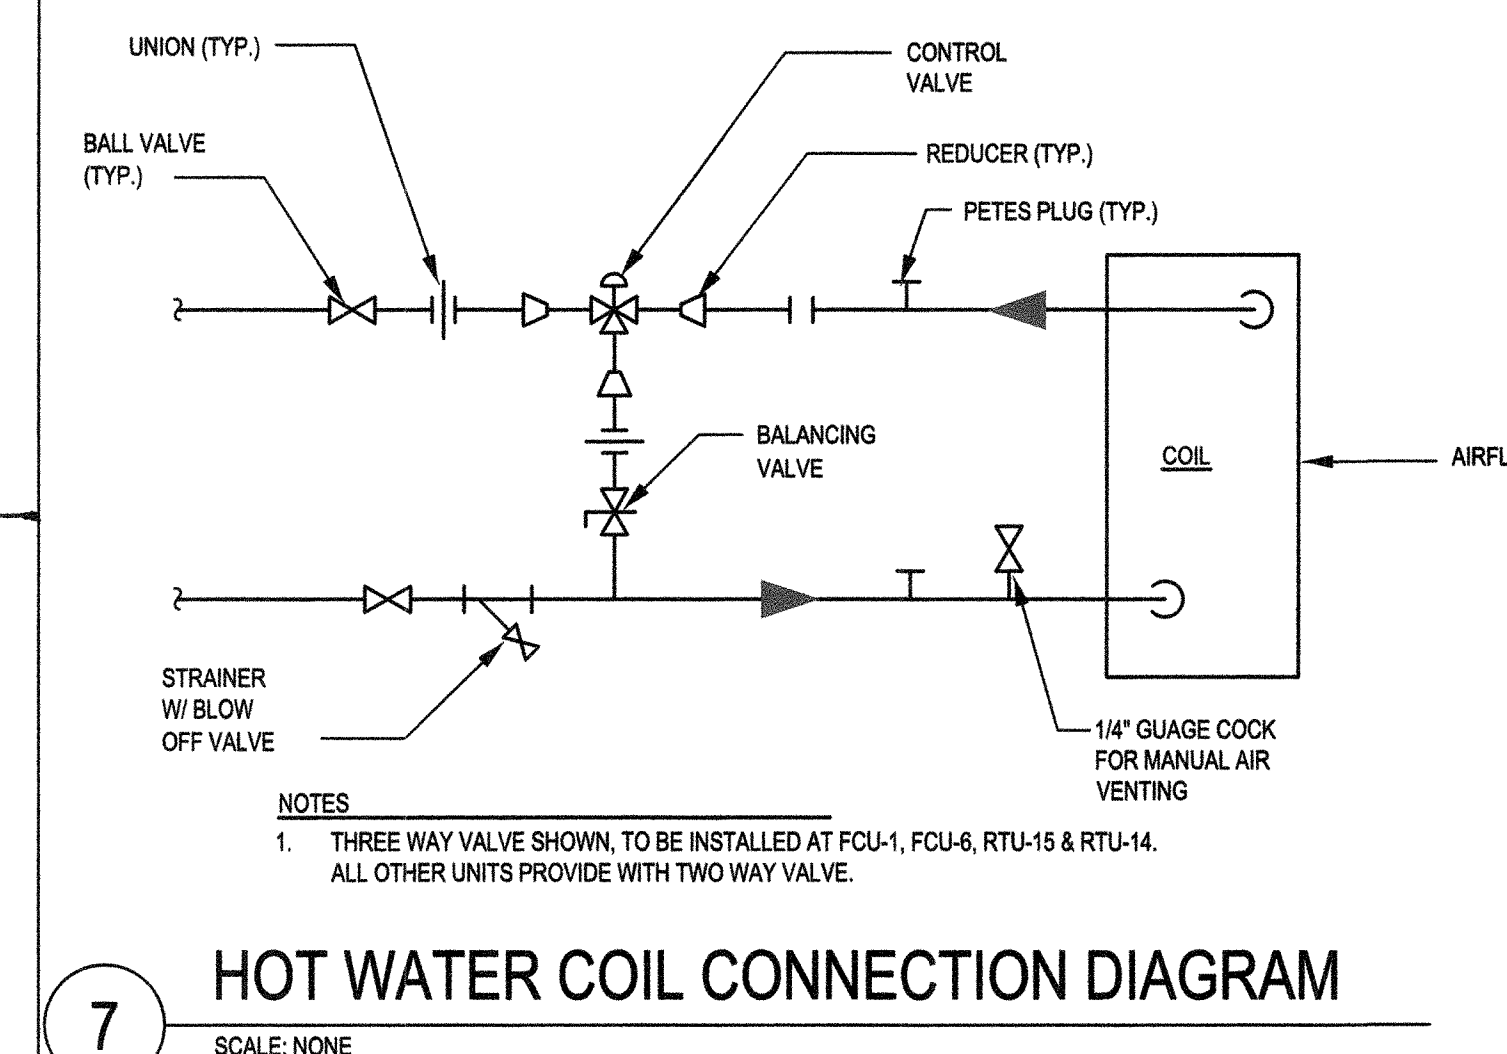 UNION (TYP.)
CONTROL
VALVE
BALL VALVE
(TYP.)
REDUCER (TYP.)
PETES PLUG (TYP.)
BALANCING
VALVE
COIL
AIRFL
STRAINER
W/ BLOW
OFF VALVE
1/4" GUAGE COCK
FOR MANUAL AIR
VENTING
NOTES
1. THREE WAY VALVE SHOWN, TO BE INSTALLED AT FCU-1, FCU-6, RTU-15 & RTU-14.
ALL OTHER UNITS PROVIDE WITH TWO WAY VALVE.
7
HOT WATER COIL CONNECTION DIAGRAM
SCALE: NONE